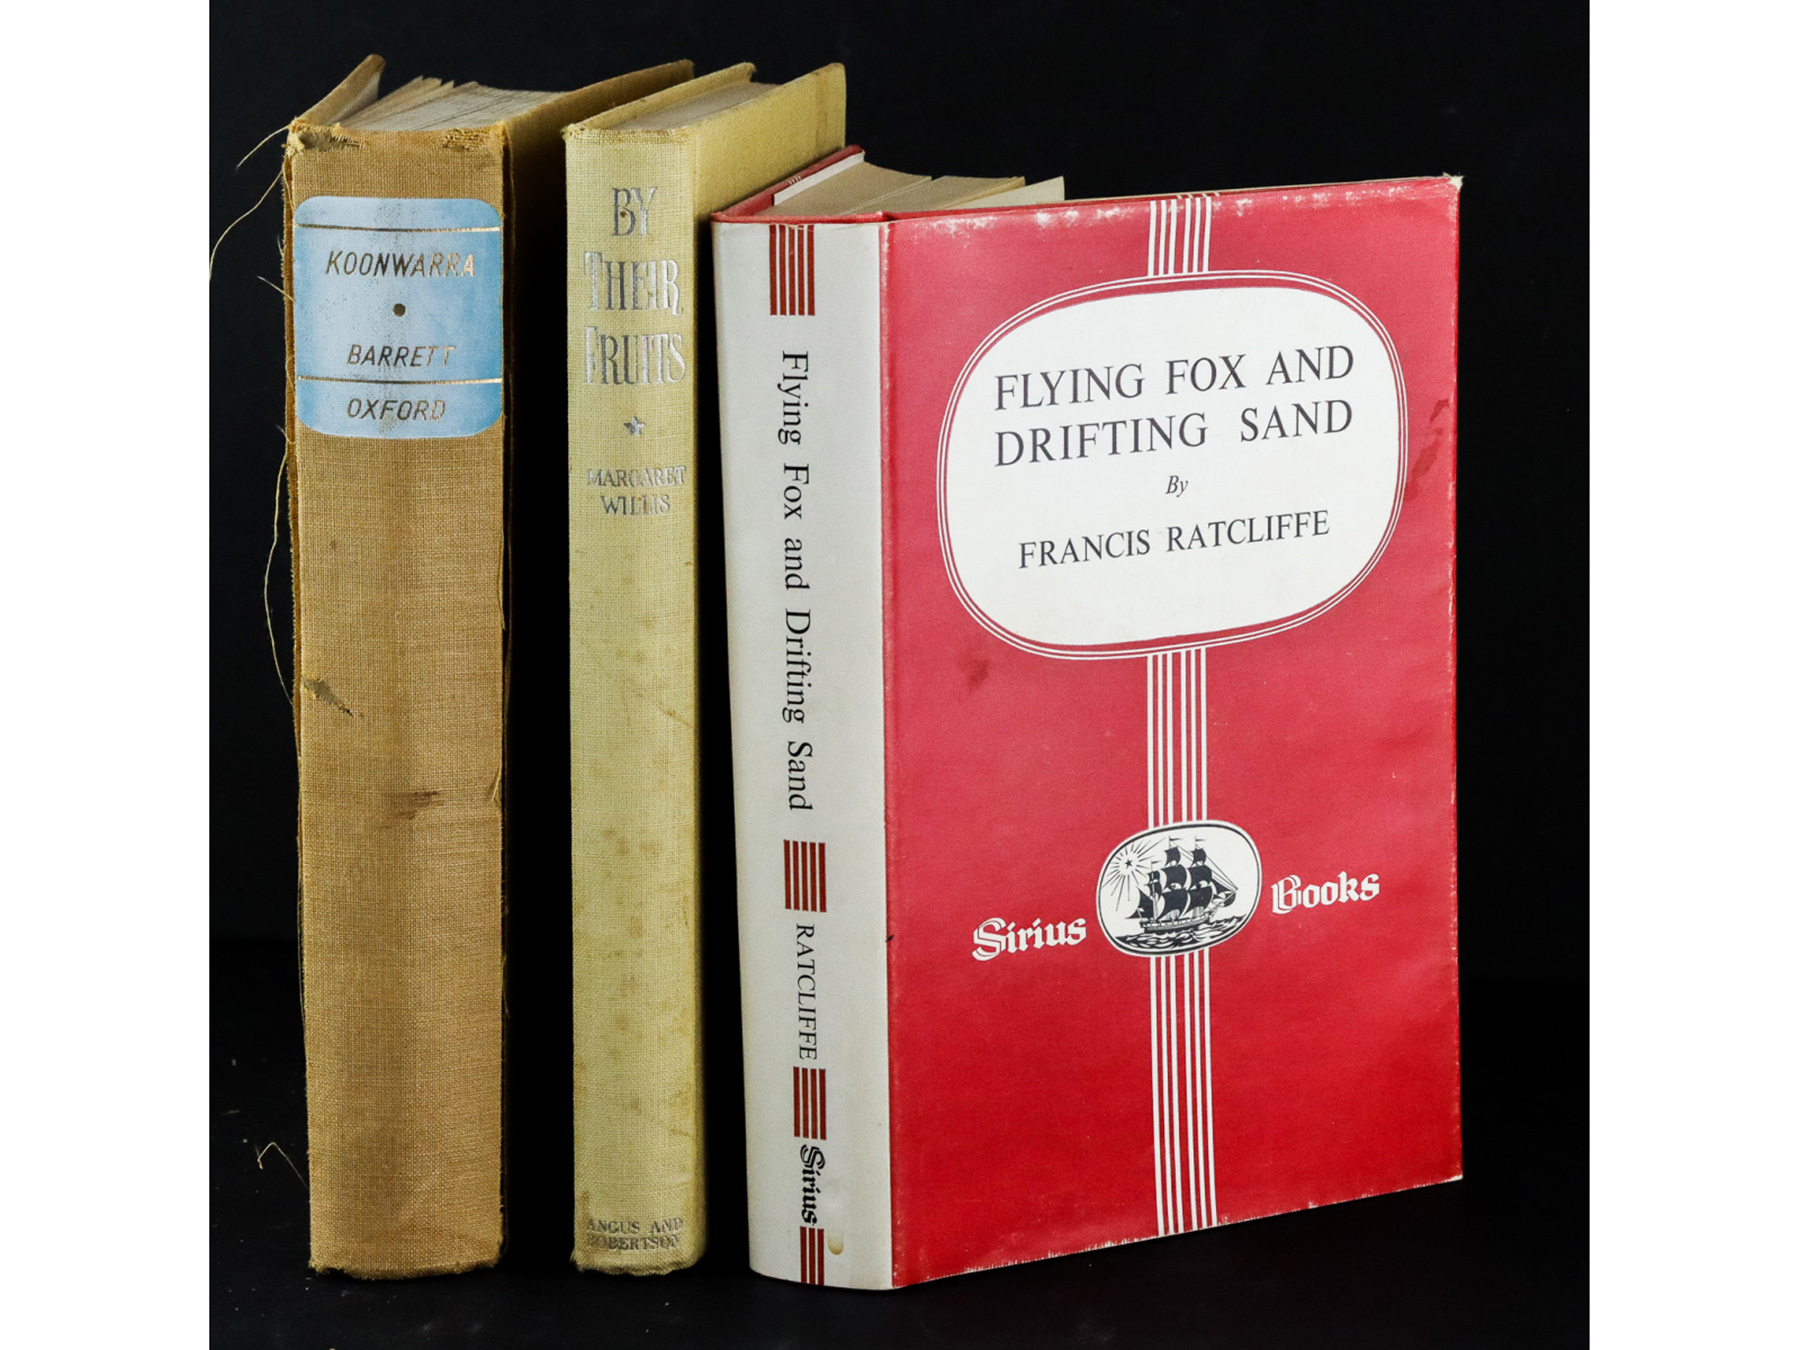 KOONWARRA
BARRETT
OXFORD
BY
THEIR
FRUITS
MARGARET
WILLIS
ANGUS AND
ROBERTSON
Flying Fox and Drifting Sand
RATCLIFFE
Sirius
FLYING FOX AND
DRIFTING SAND
By
FRANCIS RATCLIFFE
Sirius Books